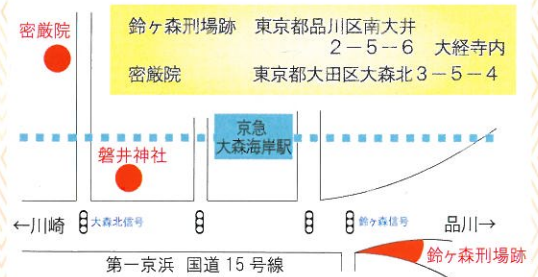 密厳院
鈴ヶ森刑場跡　東京都品川区南大井
２－５--６　大経寺内
密厳院　東京都大田区大森北３－５－４
京急
大森海岸駅
磐井神社
←川崎
大森北信号
鈴ヶ森信号
品川→
鈴ヶ森刑場跡
第一京浜　国道15号線